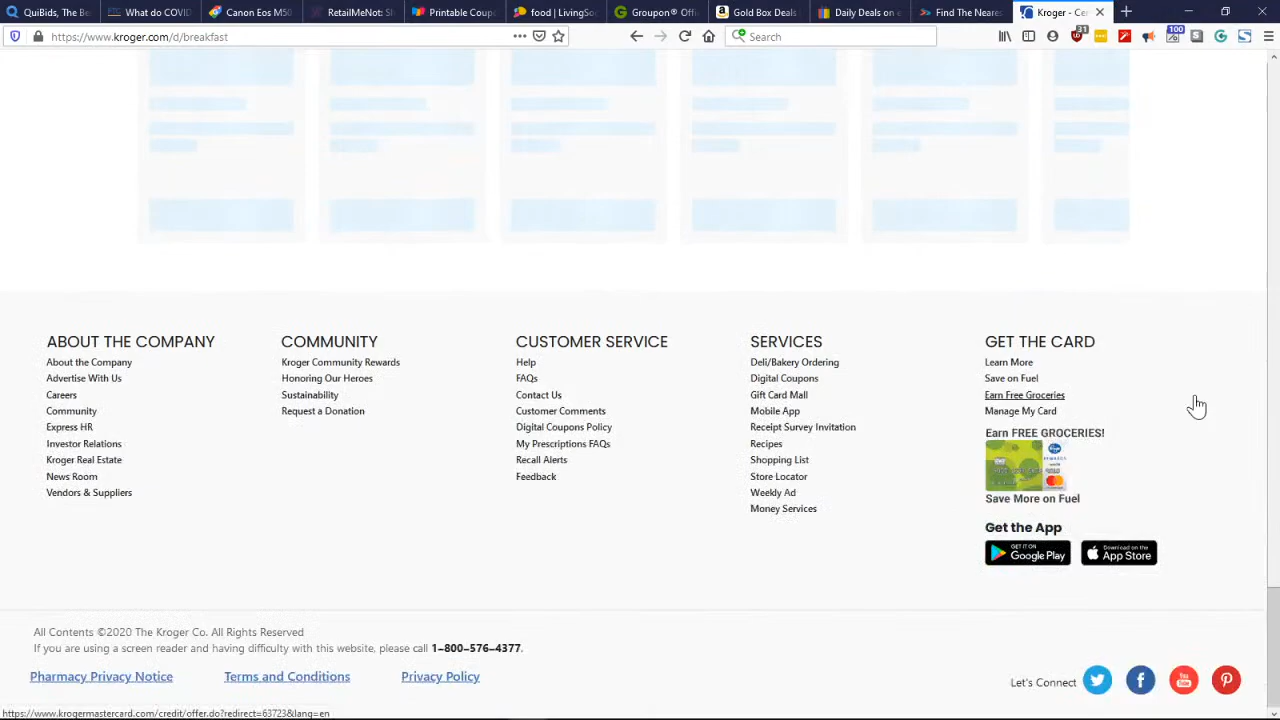 QuiBids, The Be
What do COVID
Canon Eos M50
RetailMeNot: S
Printable Coup
food | LivingSo
Groupon® Offi
Gold Box Deals
Daily Deals on e
Find The Neares
Kroger - Cer
https://www.kroger.com/d/breakfast
Search
31
100
ABOUT THE COMPANY
About the Company
Advertise With Us
Careers
Community
Express HR
Investor Relations
Kroger Real Estate
News Room
Vendors & Suppliers
COMMUNITY
Kroger Community Rewards
Honoring Our Heroes
Sustainability
Request a Donation
CUSTOMER SERVICE
Help
FAQs
Contact Us
Customer Comments
Digital Coupons Policy
My Prescriptions FAQs
Recall Alerts
Feedback
SERVICES
Deli/Bakery Ordering
Digital Coupons
Gift Card Mall
Mobile App
Receipt Survey Invitation
Recipes
Shopping List
Store Locator
Weekly Ad
Money Services
GET THE CARD
Learn More
Save on Fuel
Earn Free Groceries
Manage My Card
Earn FREE GROCERIES!
Save More on Fuel
Get the App
GET IT ON
Google Play
Download on the
App Store
All Contents ©2020 The Kroger Co. All Rights Reserved
If you are using a screen reader and having difficulty with this website, please call 1-800-576-4377.
Pharmacy Privacy Notice
Terms and Conditions
Privacy Policy
Let's Connect
https://www.krogermastercard.com/credit/offer.do?redirect=63723&lang=en